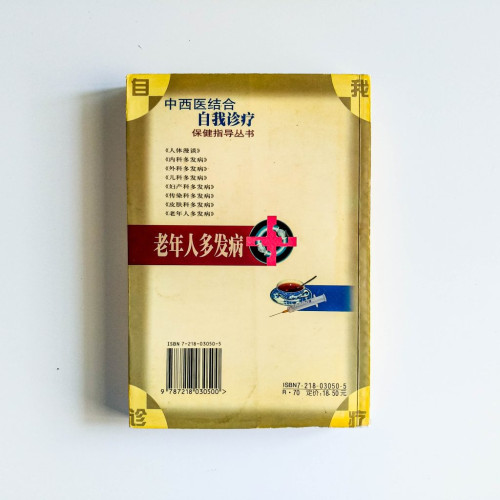 自 我
中西医结合
自我诊疗
保健指导丛书
《人体漫谈》
《内科多发病》
《外科多发病》
《儿科多发病》
《妇产科多发病》
《传染科多发病》
《皮肤科多发病》
《老年人多发病》
老年人多发病
ISBN 7-218-03050-5
9 787218 030500>
ISBN7-218-03050-5
R·70 定价:18.50元
诊 疗